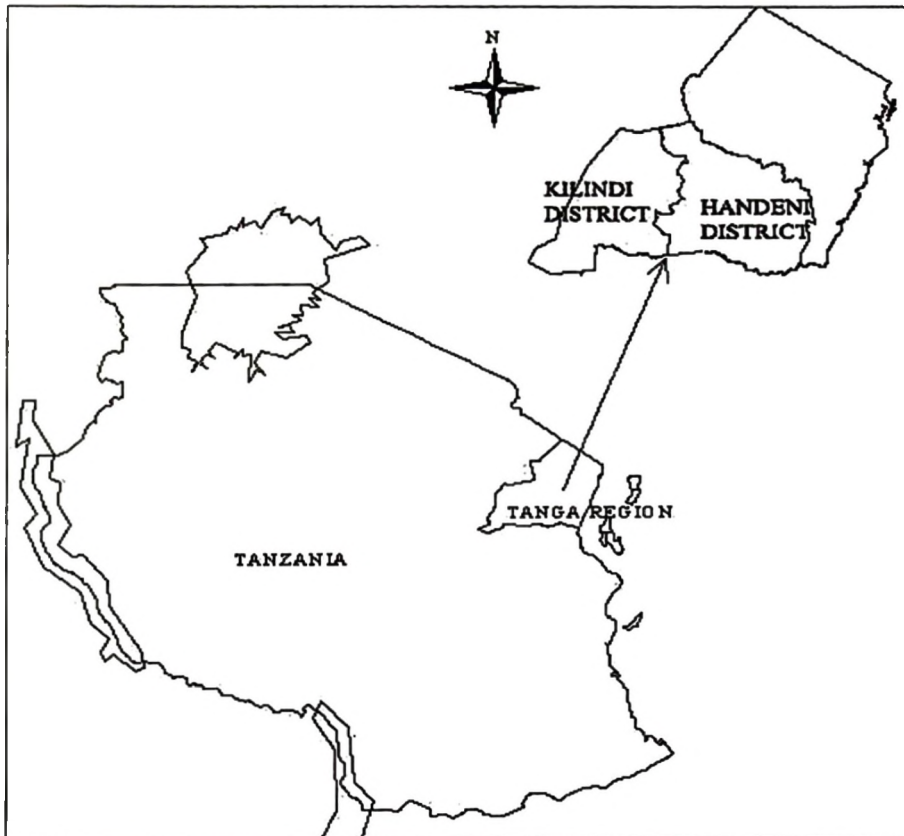 N
KILINDI
DISTRICT
HANDENI
DISTRICT
TANGA REGION
TANZANIA